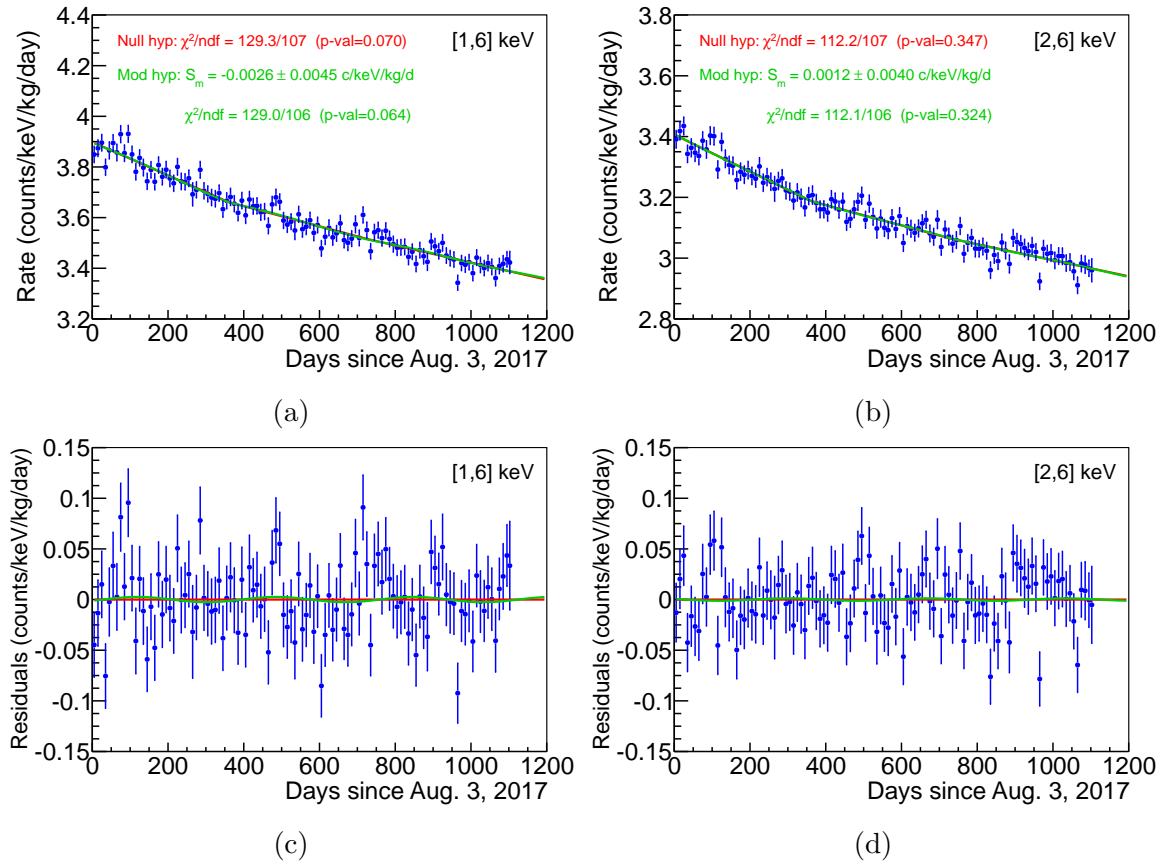 [1,6] keV
Null hyp: χ²/ndf = 129.3/107 (p-val=0.070)
Mod hyp: S_m = -0.0026 ± 0.0045 c/keV/kg/d
χ²/ndf = 129.0/106 (p-val=0.064)
Rate (counts/keV/kg/day)
4.4
4.2
4
3.8
3.6
3.4
3.2
0 200 400 600 800 1000 1200
Days since Aug. 3, 2017
(a)
[2,6] keV
Null hyp: χ²/ndf = 112.2/107 (p-val=0.347)
Mod hyp: S_m = 0.0012 ± 0.0040 c/keV/kg/d
χ²/ndf = 112.1/106 (p-val=0.324)
Rate (counts/keV/kg/day)
3.8
3.6
3.4
3.2
3
2.8
0 200 400 600 800 1000 1200
Days since Aug. 3, 2017
(b)
[1,6] keV
Residuals (counts/keV/kg/day)
0.15
0.1
0.05
0
-0.05
-0.1
-0.15
0 200 400 600 800 1000 1200
Days since Aug. 3, 2017
(c)
[2,6] keV
Residuals (counts/keV/kg/day)
0.15
0.1
0.05
0
-0.05
-0.1
-0.15
0 200 400 600 800 1000 1200
Days since Aug. 3, 2017
(d)